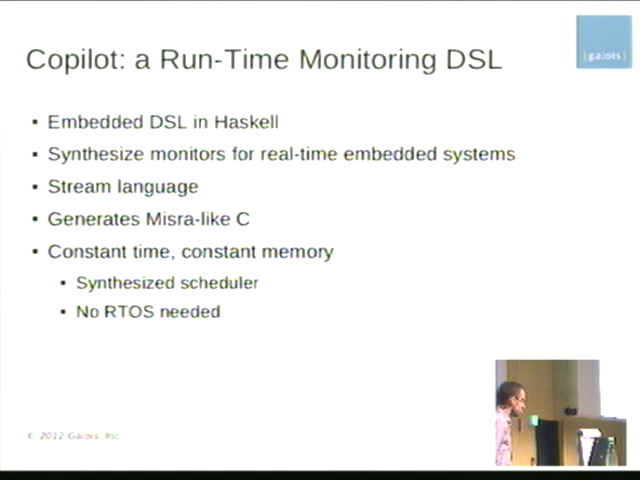 Copilot: a Run-Time Monitoring DSL
|galois|
• Embedded DSL in Haskell
• Synthesize monitors for real-time embedded systems
• Stream language
• Generates Misra-like C
• Constant time, constant memory
• Synthesized scheduler
• No RTOS needed
© 2012 Galois, Inc